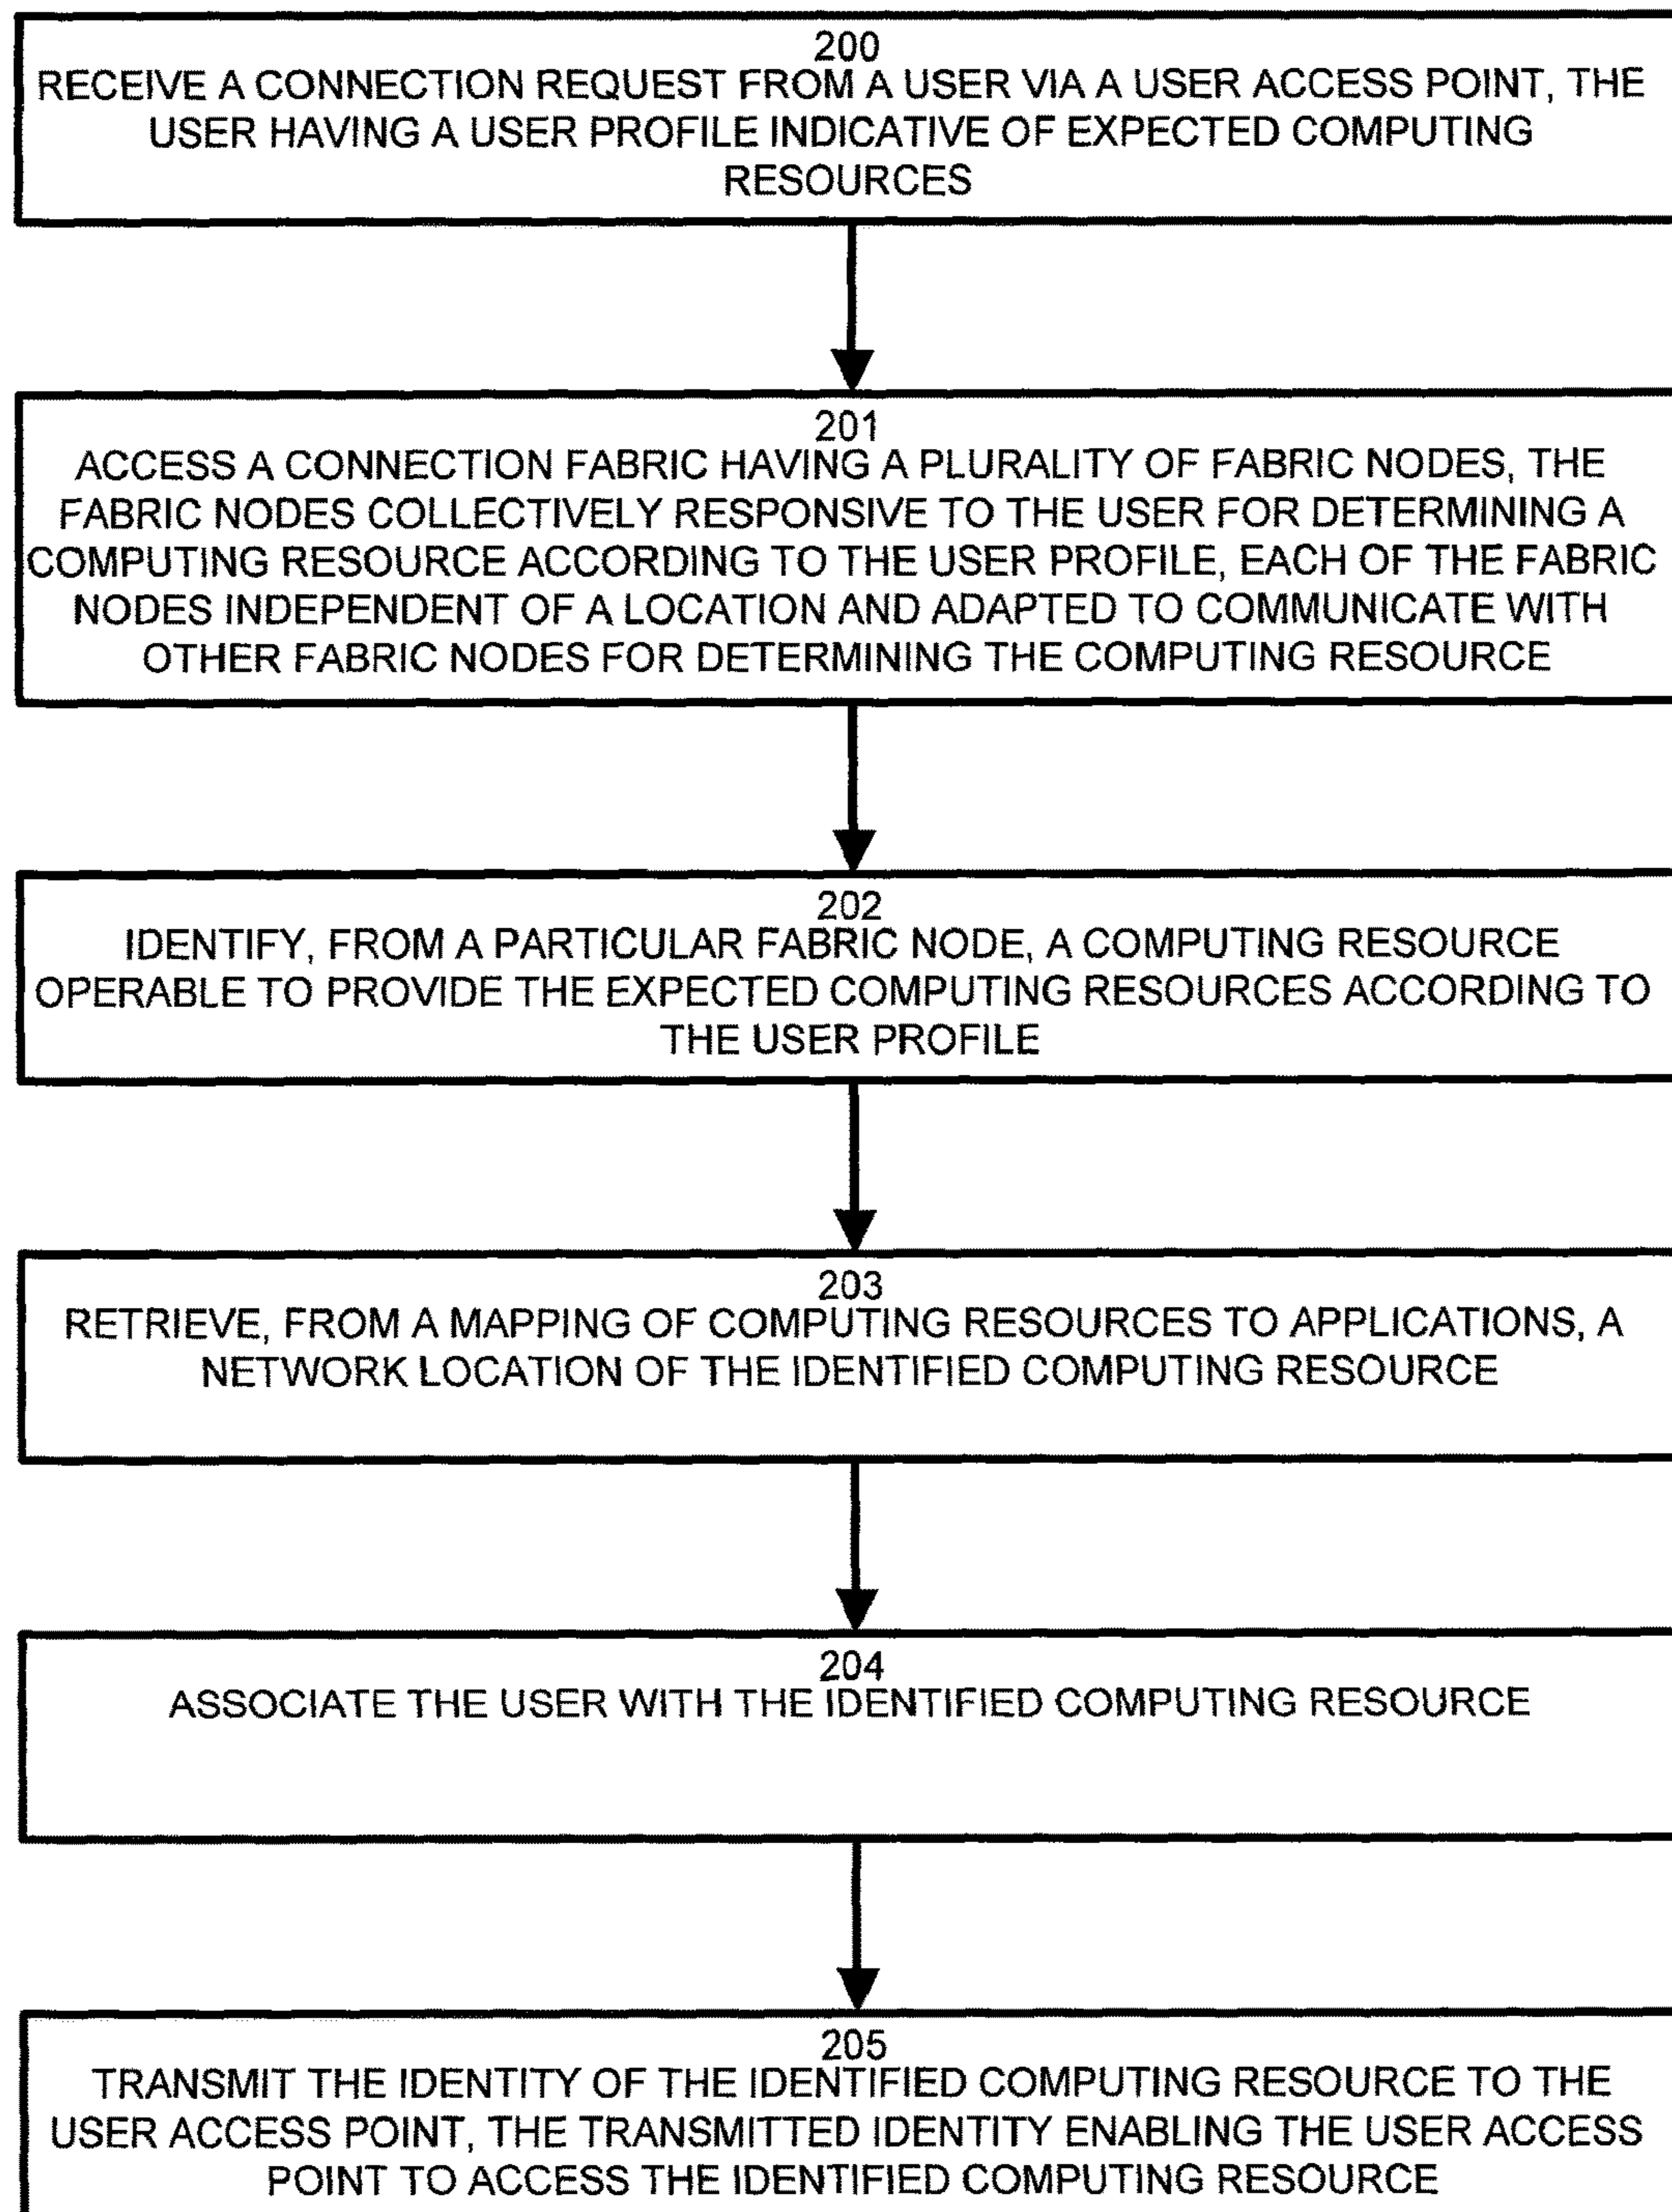 200
RECEIVE A CONNECTION REQUEST FROM A USER VIA A USER ACCESS POINT, THE
USER HAVING A USER PROFILE INDICATIVE OF EXPECTED COMPUTING
RESOURCES
201
ACCESS A CONNECTION FABRIC HAVING A PLURALITY OF FABRIC NODES, THE
FABRIC NODES COLLECTIVELY RESPONSIVE TO THE USER FOR DETERMINING A
COMPUTING RESOURCE ACCORDING TO THE USER PROFILE, EACH OF THE FABRIC
NODES INDEPENDENT OF A LOCATION AND ADAPTED TO COMMUNICATE WITH
OTHER FABRIC NODES FOR DETERMINING THE COMPUTING RESOURCE
202
IDENTIFY, FROM A PARTICULAR FABRIC NODE, A COMPUTING RESOURCE
OPERABLE TO PROVIDE THE EXPECTED COMPUTING RESOURCES ACCORDING TO
THE USER PROFILE
203
RETRIEVE, FROM A MAPPING OF COMPUTING RESOURCES TO APPLICATIONS, A
NETWORK LOCATION OF THE IDENTIFIED COMPUTING RESOURCE
204
ASSOCIATE THE USER WITH THE IDENTIFIED COMPUTING RESOURCE
205
TRANSMIT THE IDENTITY OF THE IDENTIFIED COMPUTING RESOURCE TO THE
USER ACCESS POINT, THE TRANSMITTED IDENTITY ENABLING THE USER ACCESS
POINT TO ACCESS THE IDENTIFIED COMPUTING RESOURCE